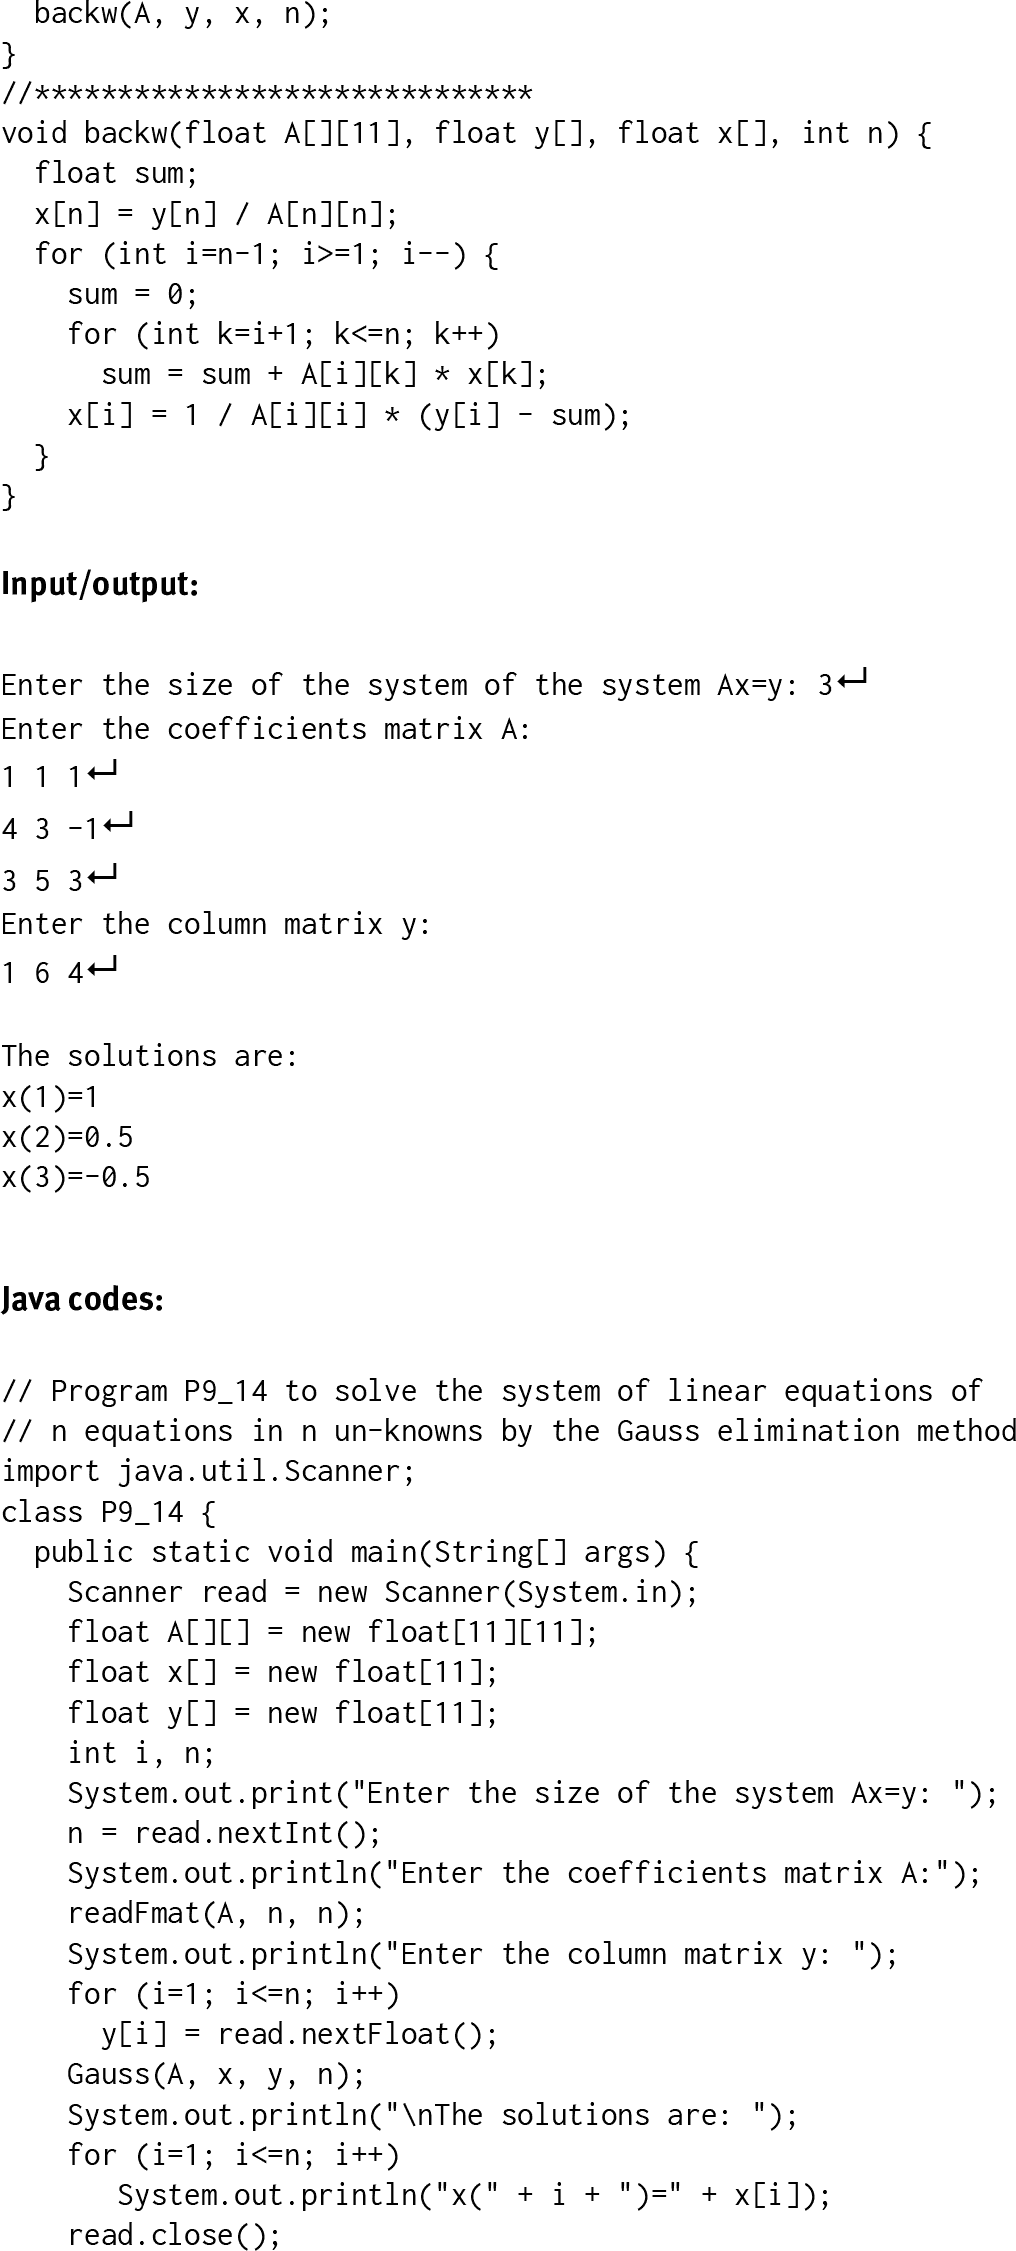 backw(A, y, x, n);
}
//******************************
void backw(float A[][11], float y[], float x[], int n) {
  float sum;
  x[n] = y[n] / A[n][n];
  for (int i=n-1; i>=1; i--) {
    sum = 0;
    for (int k=i+1; k<=n; k++)
      sum = sum + A[i][k] * x[k];
    x[i] = 1 / A[i][i] * (y[i] - sum);
  }
}
Input/output:
Enter the size of the system of the system Ax=y: 3↵
Enter the coefficients matrix A:
1 1 1↵
4 3 -1↵
3 5 3↵
Enter the column matrix y:
1 6 4↵
The solutions are:
x(1)=1
x(2)=0.5
x(3)=-0.5
Java codes:
// Program P9_14 to solve the system of linear equations of
// n equations in n un-knowns by the Gauss elimination method
import java.util.Scanner;
class P9_14 {
  public static void main(String[] args) {
    Scanner read = new Scanner(System.in);
    float A[][] = new float[11][11];
    float x[] = new float[11];
    float y[] = new float[11];
    int i, n;
    System.out.print("Enter the size of the system Ax=y: ");
    n = read.nextInt();
    System.out.println("Enter the coefficients matrix A:");
    readFmat(A, n, n);
    System.out.println("Enter the column matrix y: ");
    for (i=1; i<=n; i++)
      y[i] = read.nextFloat();
    Gauss(A, x, y, n);
    System.out.println("\nThe solutions are: ");
    for (i=1; i<=n; i++)
       System.out.println("x(" + i + ")=" + x[i]);
    read.close();